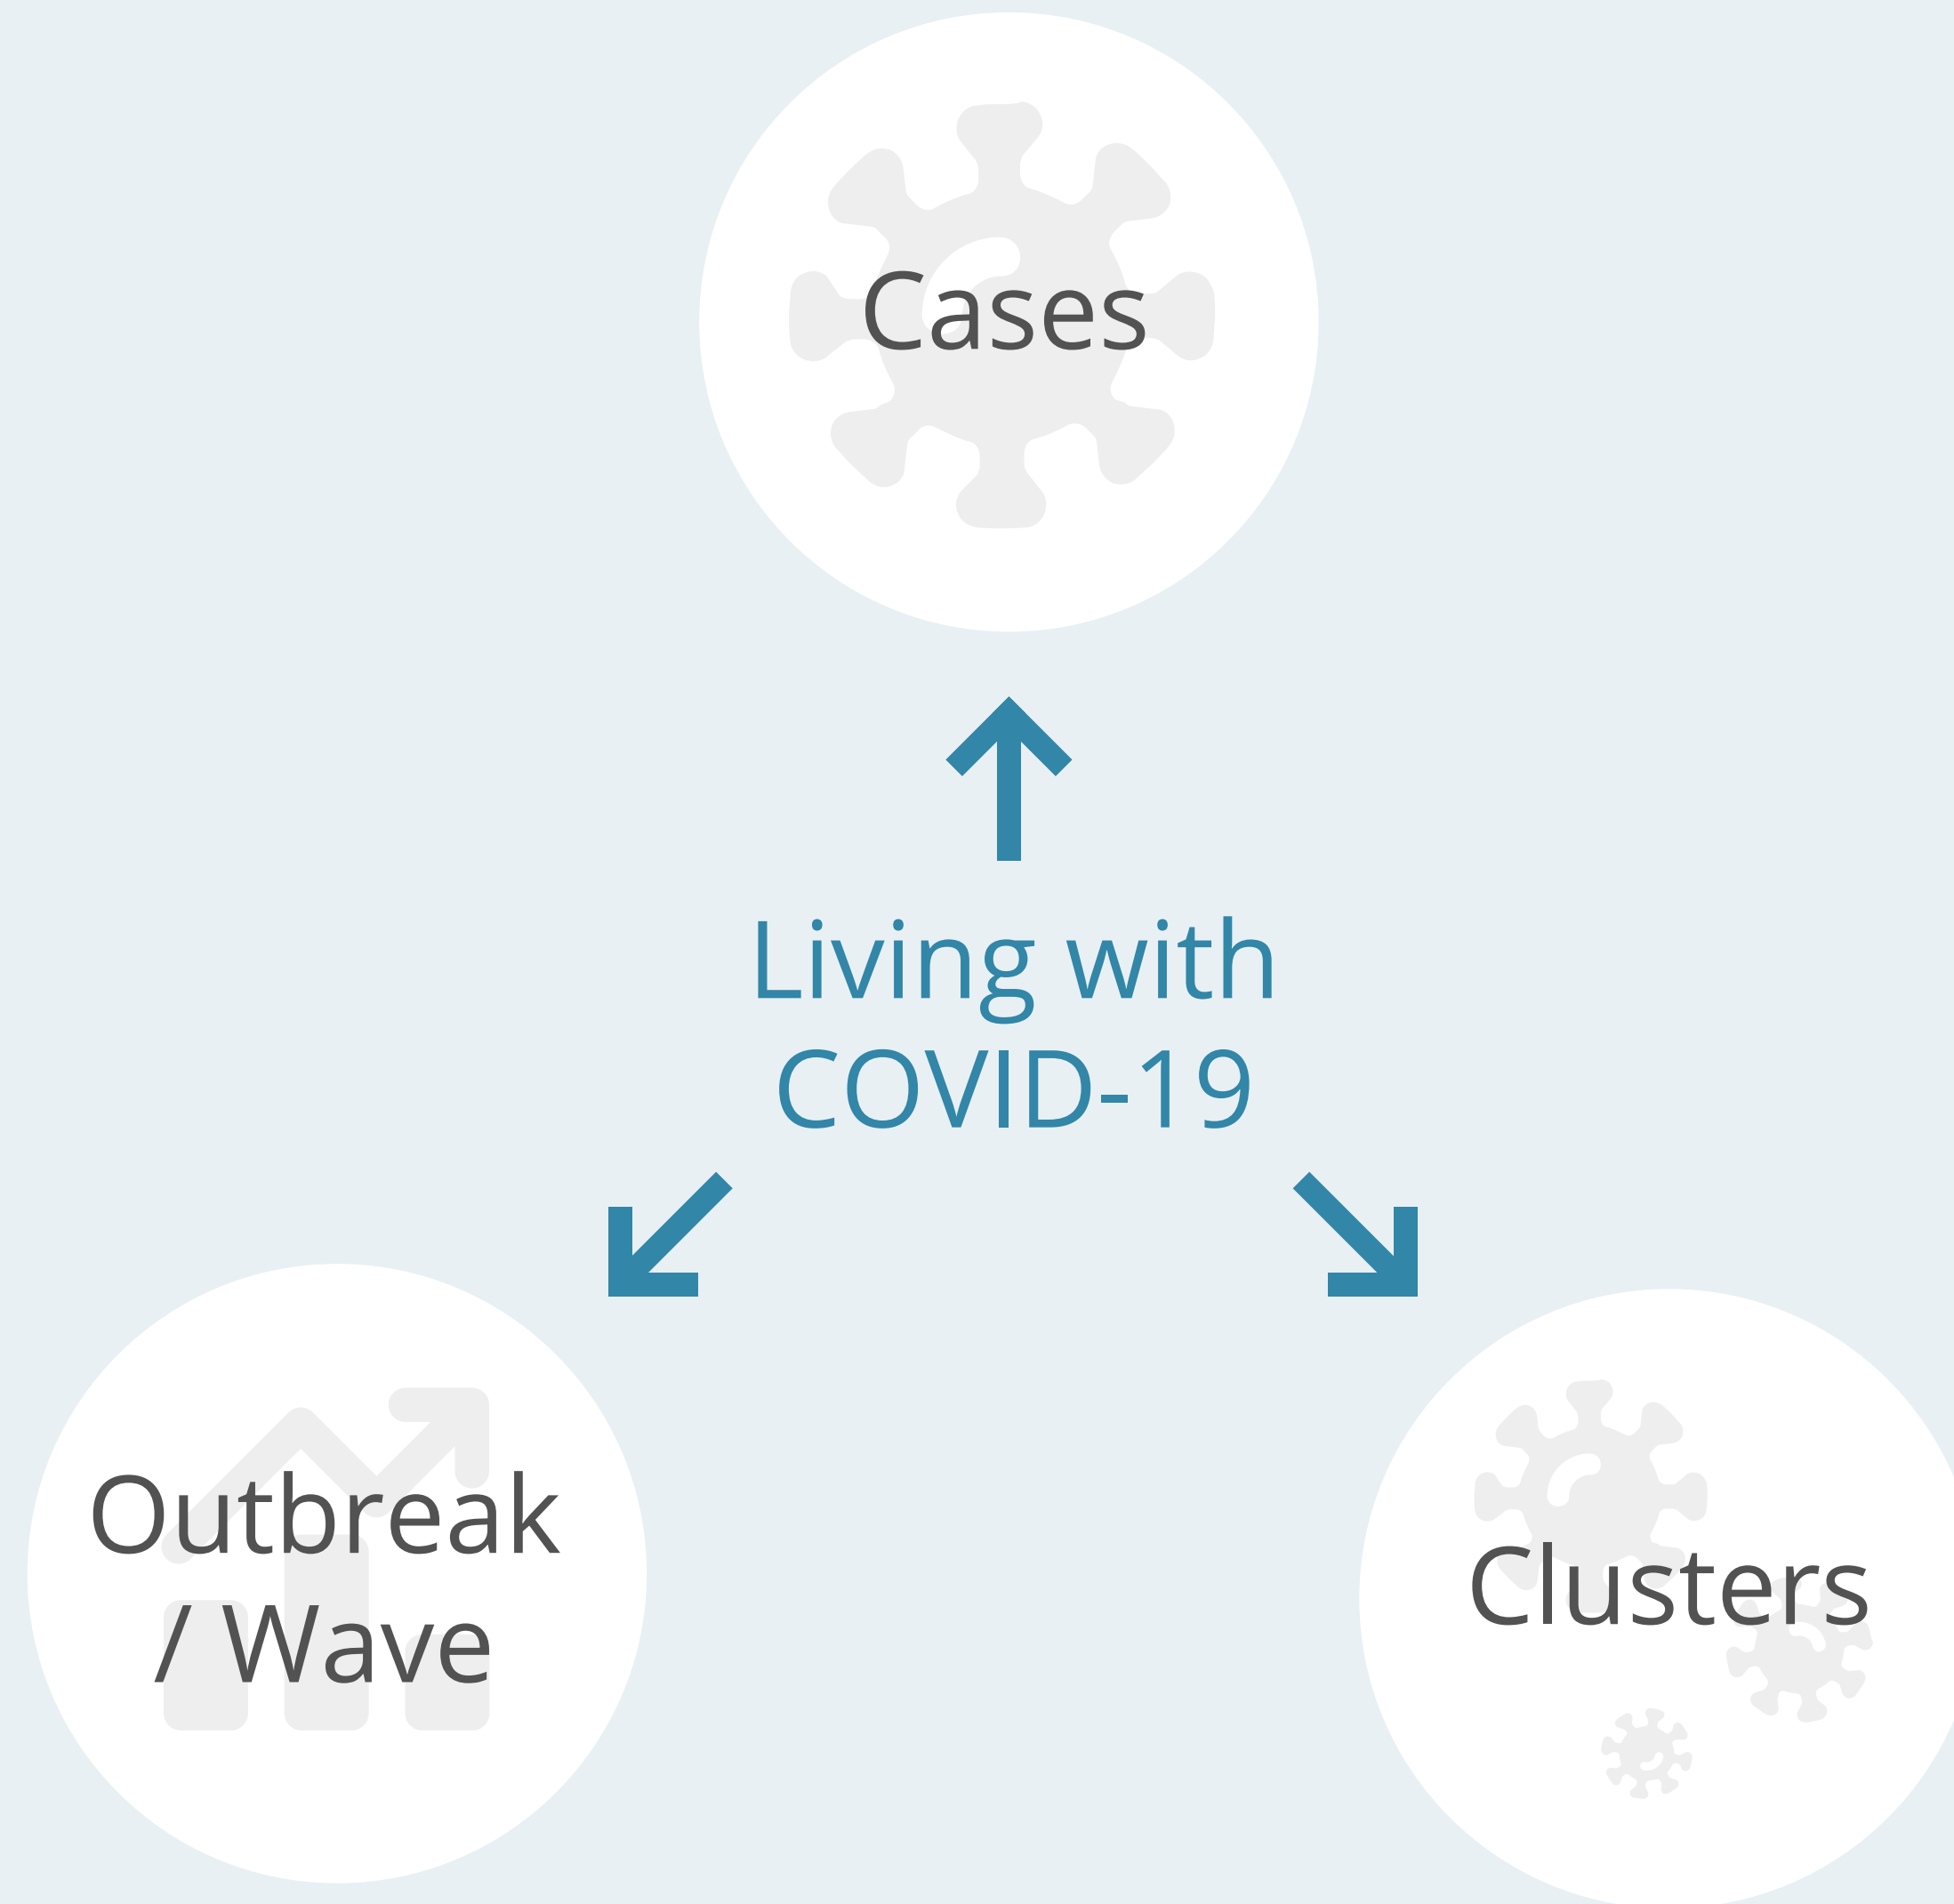 Cases
Living with
COVID-19
Outbreak
/ Wave
Clusters